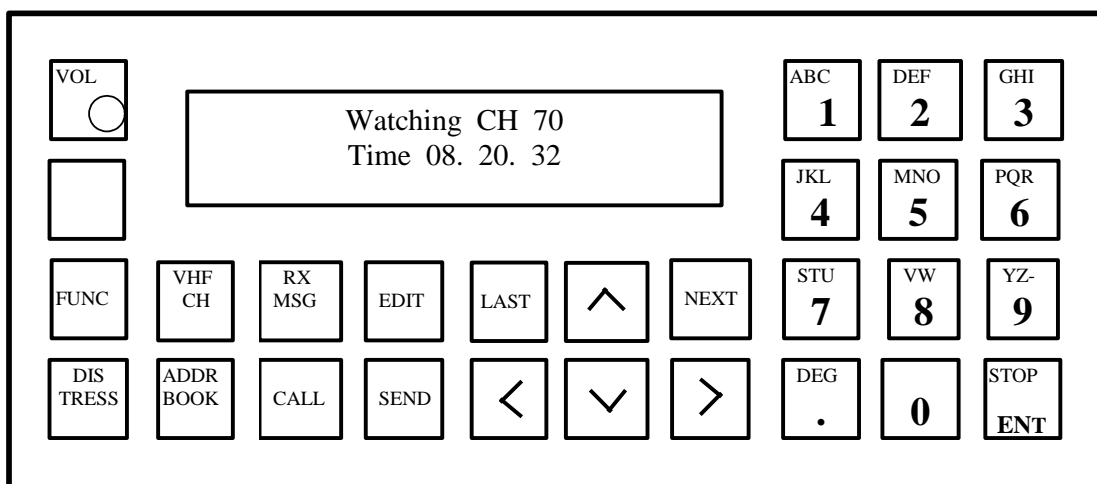 VOL
Watching CH 70
Time 08. 20. 32
ABC
1
DEF
2
GHI
3
JKL
4
MNO
5
PQR
6
FUNC
VHF
CH
RX
MSG
EDIT
LAST
NEXT
STU
7
VW
8
YZ-
9
DIS
TRESS
ADDR
BOOK
CALL
SEND
DEG
.
0
STOP
ENT